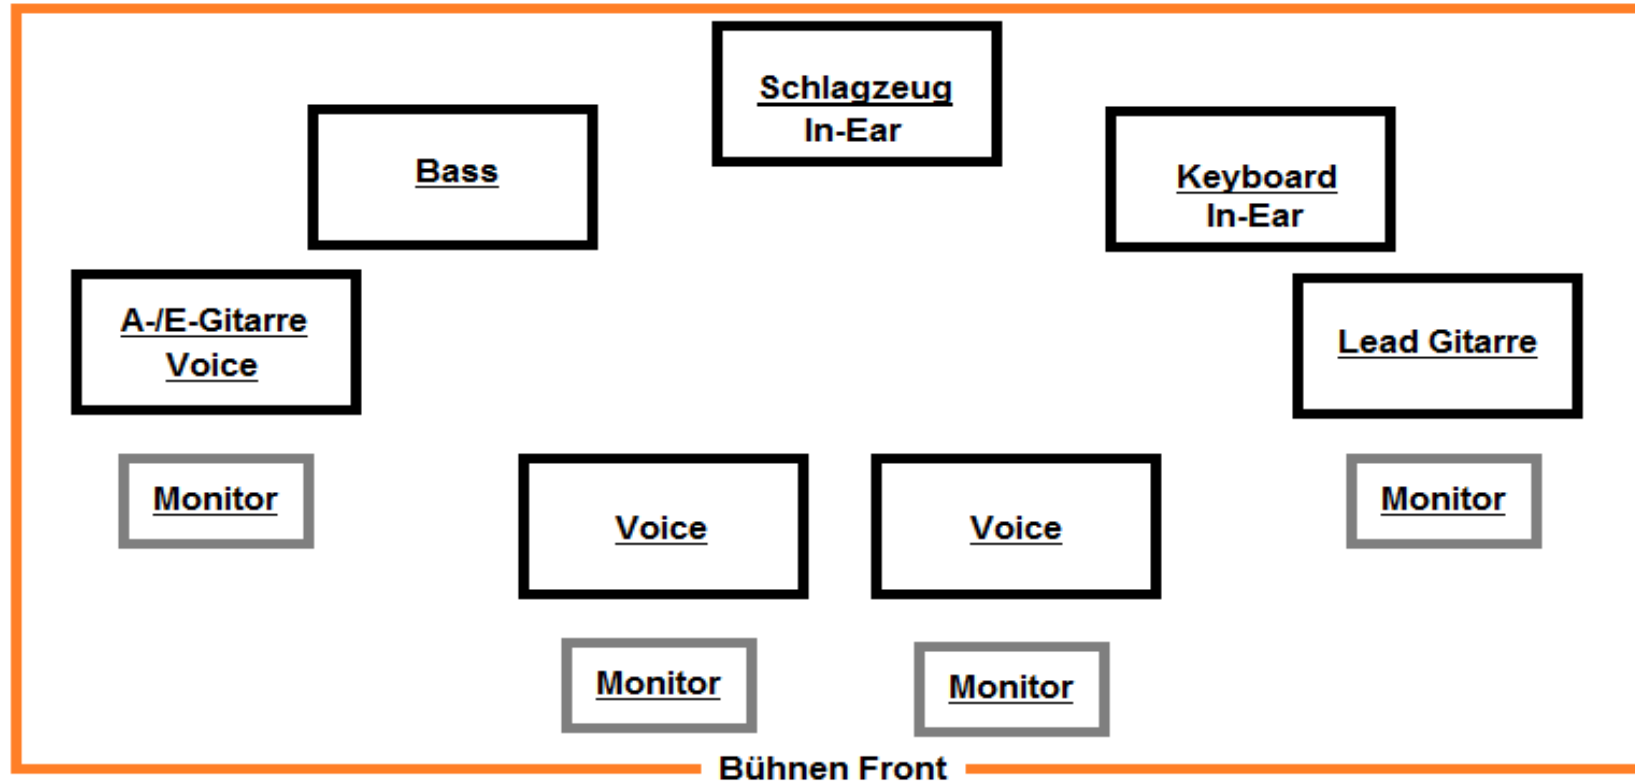 Schlagzeug
In-Ear
Bass
Keyboard
In-Ear
A-/E-Gitarre
Voice
Lead Gitarre
Monitor
Voice
Voice
Monitor
Monitor
Monitor
Bühnen Front